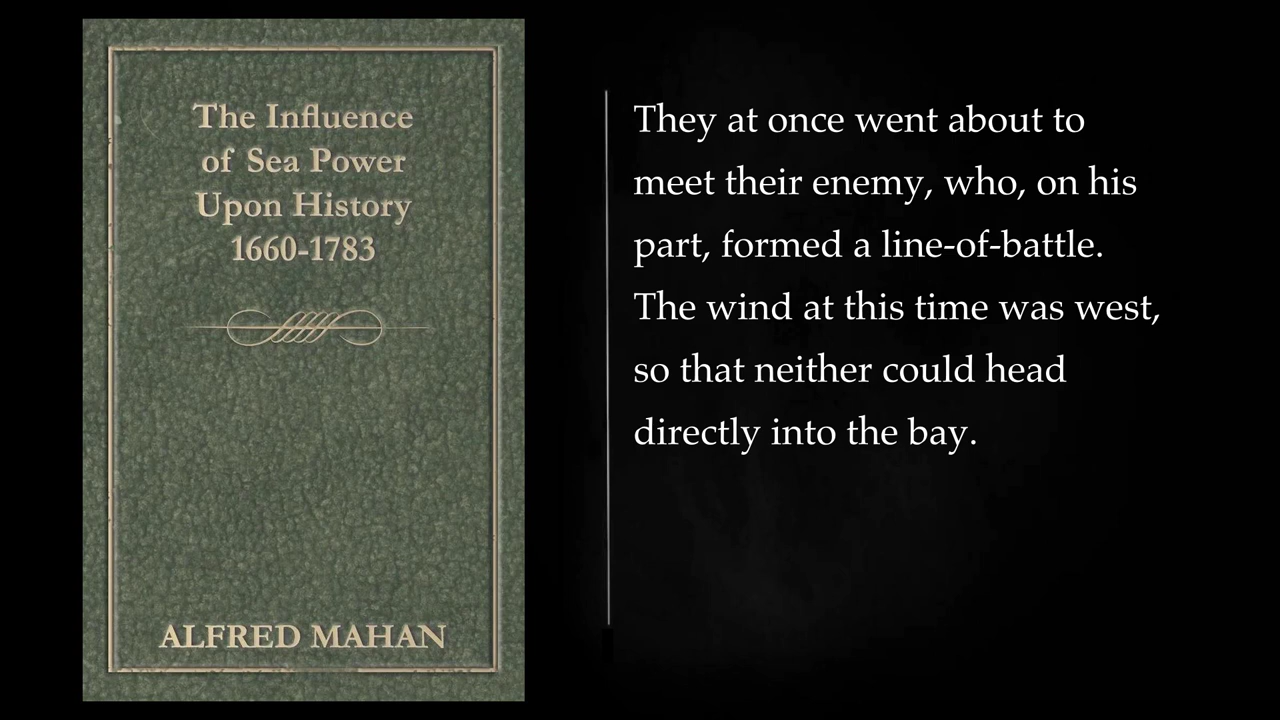 The Influence
of Sea Power
Upon History
1660-1783
ALFRED MAHAN
They at once went about to
meet their enemy, who, on his
part, formed a line-of-battle.
The wind at this time was west,
so that neither could head
directly into the bay.